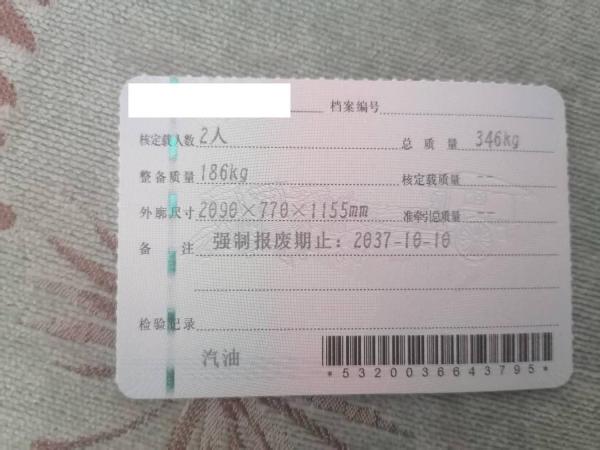 档案编号
核定载人数 2人 总质量 346kg
整备质量 186kg 核定载质量 --
外廓尺寸 2090×770×1155mm 准牵引总质量 --
备注 强制报废期止：2037-10-10
检验记录
汽油
*5320036643795*